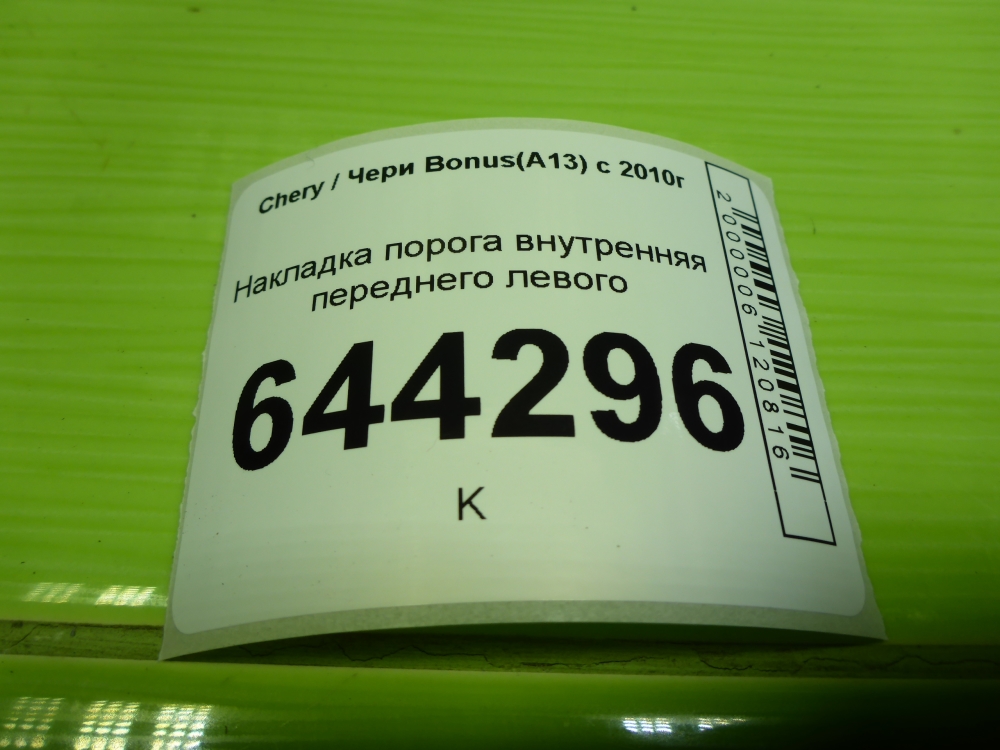 Chery / Чери Bonus(A13) с 2010г
Накладка порога внутренняя
переднего левого
644296
К
2000006120816